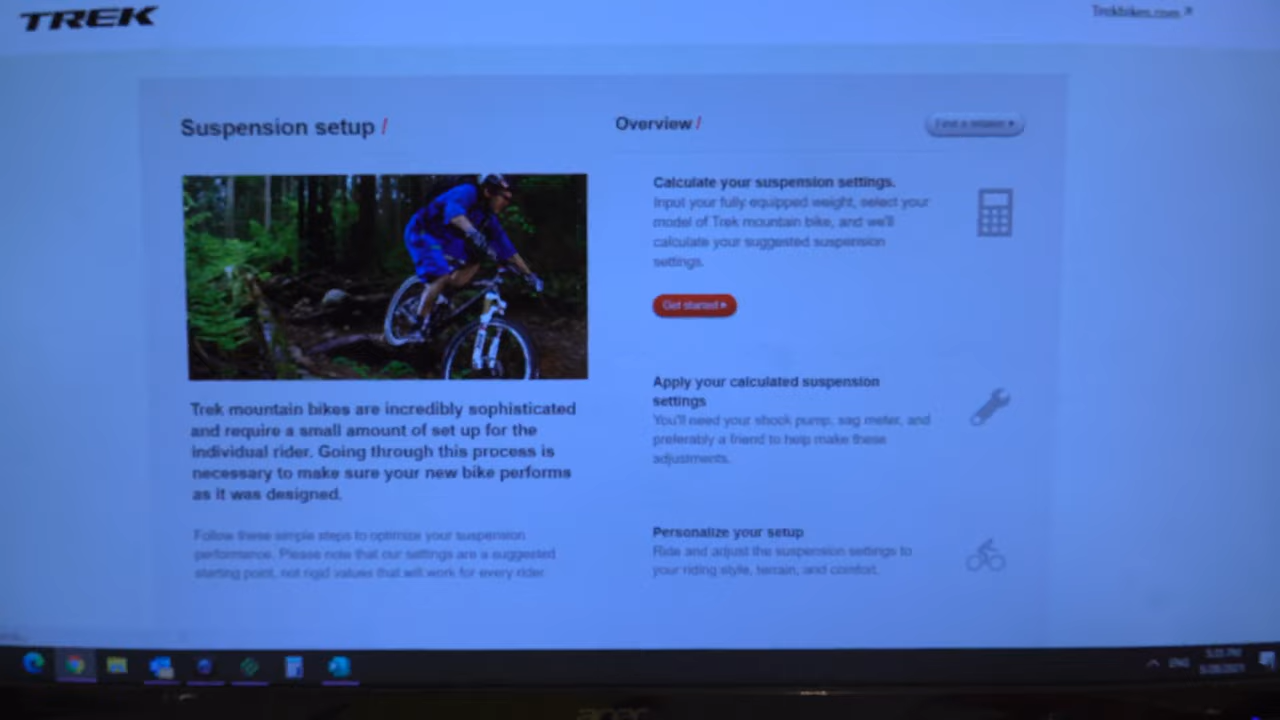 TREK
Trekbikes.com
Suspension setup /
Trek mountain bikes are incredibly sophisticated
and require a small amount of set up for the
individual rider. Going through this process is
necessary to make sure your new bike performs
as it was designed.
Follow these simple steps to optimize your suspension
performance. Please note that our settings are a suggested
starting point, not rigid values that will work for every rider.
Overview /
Find a retailer
Calculate your suspension settings.
Input your fully equipped weight, select your
model of Trek mountain bike, and we'll
calculate your suggested suspension
settings.
Get started
Apply your calculated suspension
settings
You'll need your shock pump, sag meter, and
preferably a friend to help make these
adjustments.
Personalize your setup
Ride and adjust the suspension settings to
your riding style, terrain, and comfort.
ENG
acer